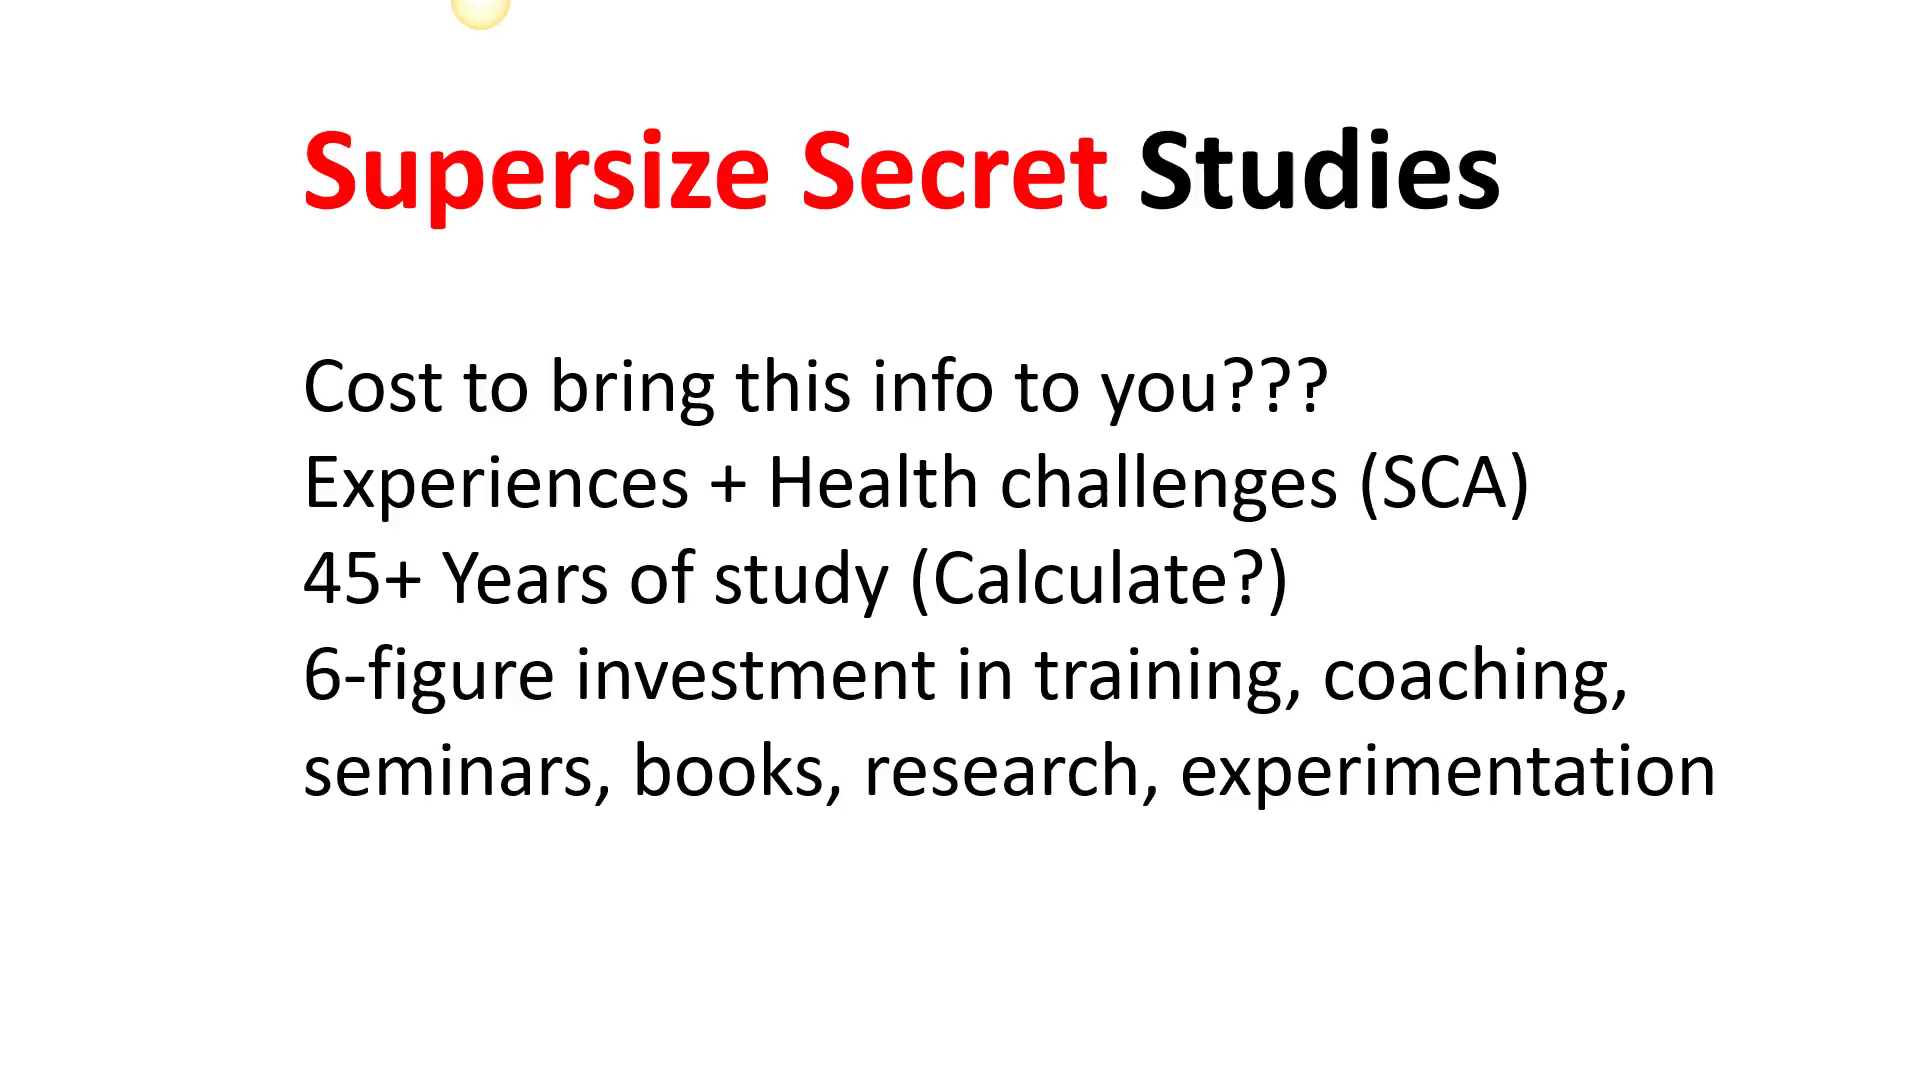 Supersize Secret Studies
Cost to bring this info to you???
Experiences + Health challenges (SCA)
45+ Years of study (Calculate?)
6-figure investment in training, coaching,
seminars, books, research, experimentation